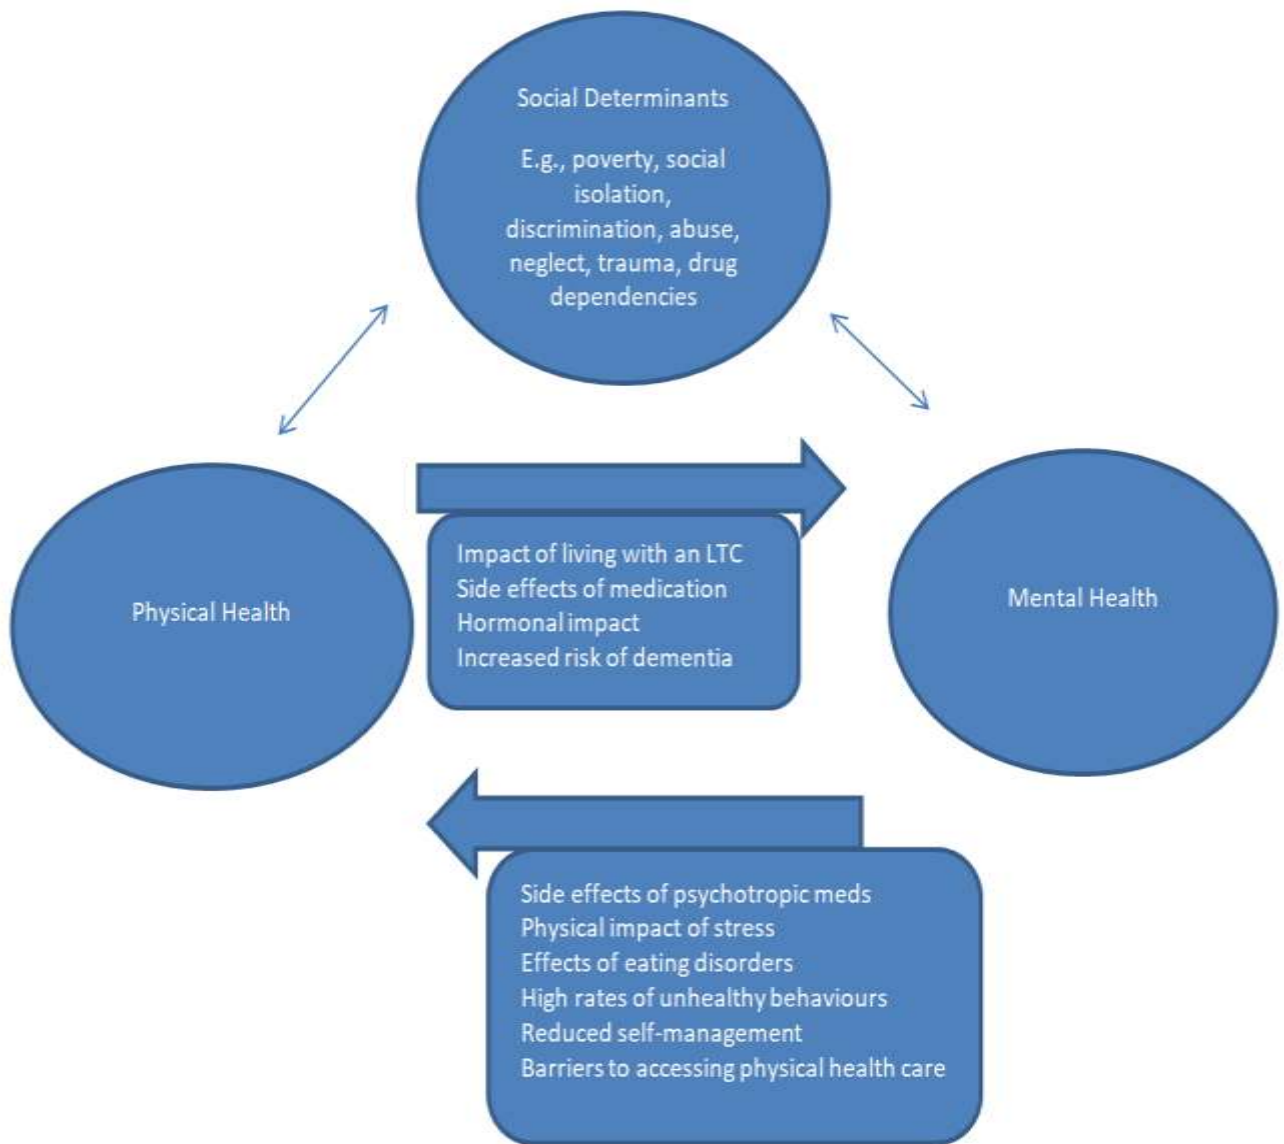 Social Determinants
E.g., poverty, social
isolation,
discrimination, abuse,
neglect, trauma, drug
dependencies
Physical Health
Impact of living with an LTC
Side effects of medication
Hormonal impact
Increased risk of dementia
Mental Health
Side effects of psychotropic meds
Physical impact of stress
Effects of eating disorders
High rates of unhealthy behaviours
Reduced self-management
Barriers to accessing physical health care